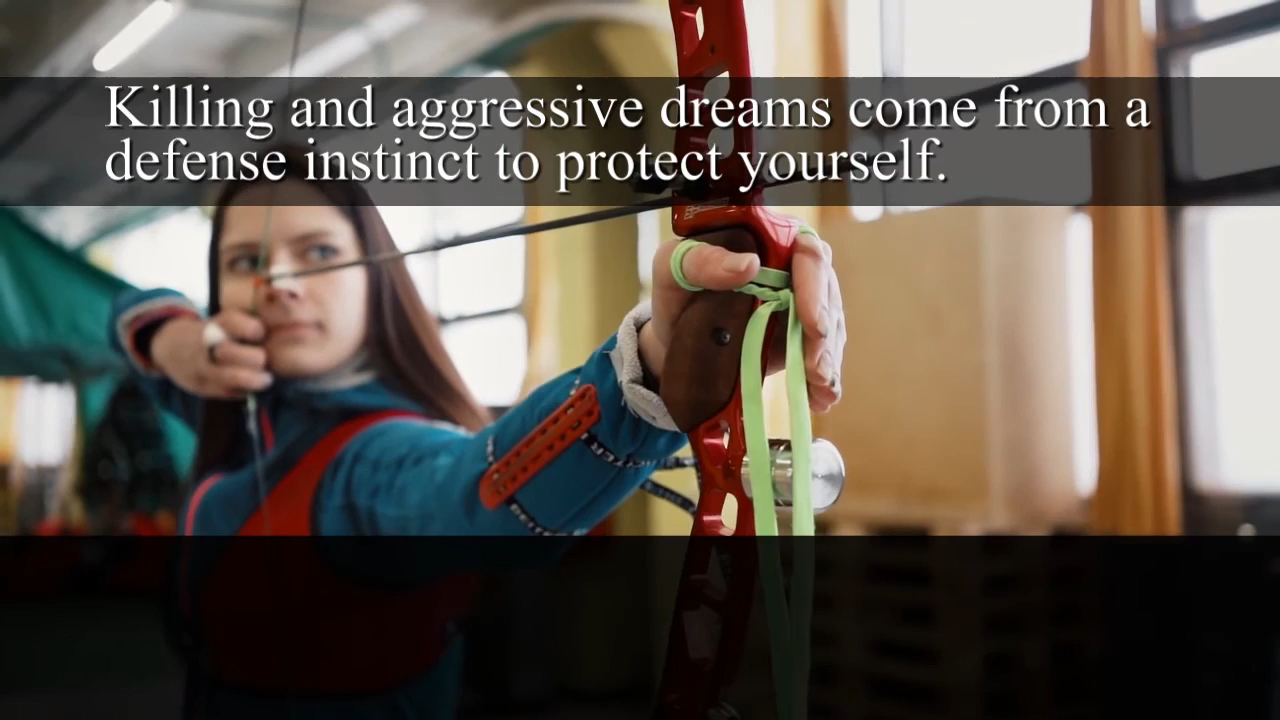 Killing and aggressive dreams come from a
defense instinct to protect yourself.